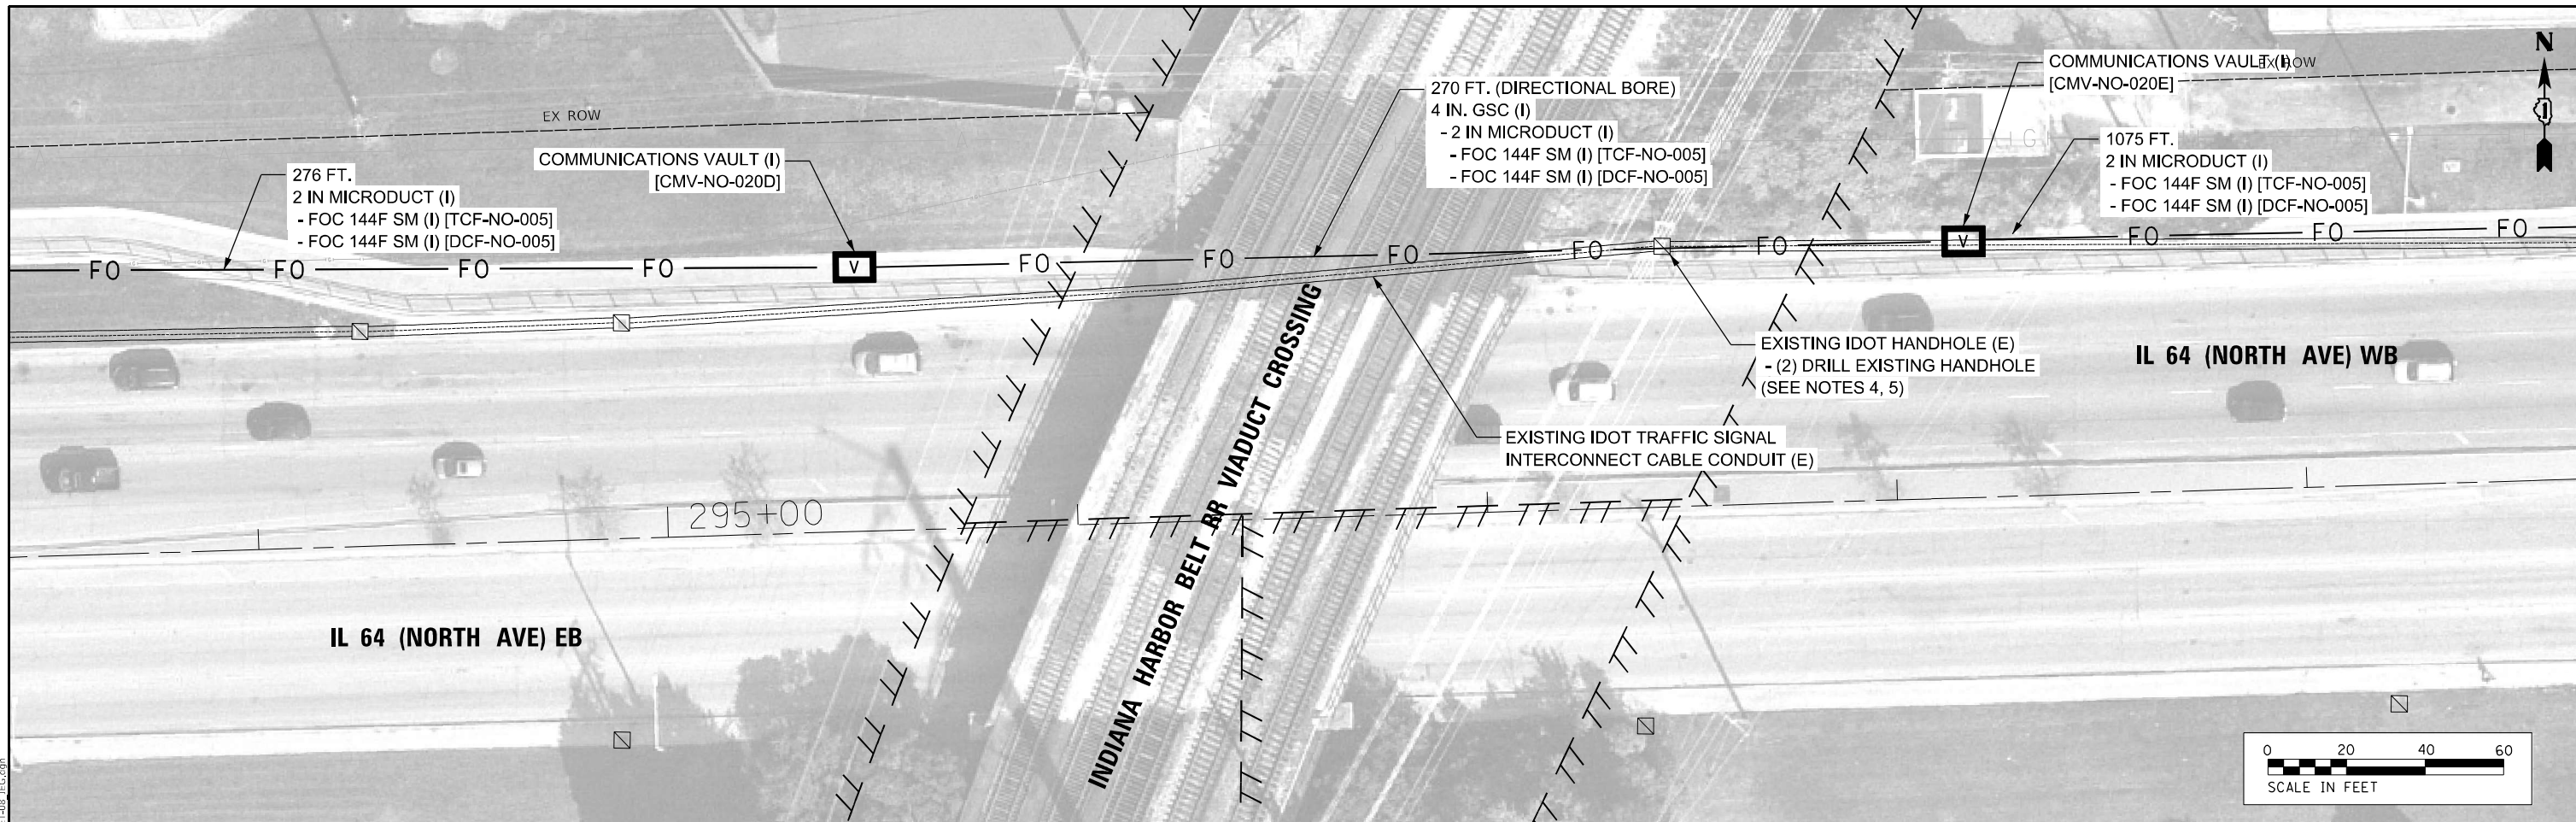 N
COMMUNICATIONS VAULT (I)
[CMV-NO-020E]
EX ROW
270 FT. (DIRECTIONAL BORE)
4 IN. GSC (I)
- 2 IN MICRODUCT (I)
- FOC 144F SM (I) [TCF-NO-005]
- FOC 144F SM (I) [DCF-NO-005]
EX ROW
COMMUNICATIONS VAULT (I)
[CMV-NO-020D]
276 FT.
2 IN MICRODUCT (I)
- FOC 144F SM (I) [TCF-NO-005]
- FOC 144F SM (I) [DCF-NO-005]
1075 FT.
2 IN MICRODUCT (I)
- FOC 144F SM (I) [TCF-NO-005]
- FOC 144F SM (I) [DCF-NO-005]
FO FO FO FO V FO FO FO FO FO V FO FO FO
EXISTING IDOT HANDHOLE (E)
- (2) DRILL EXISTING HANDHOLE
(SEE NOTES 4, 5)
IL 64 (NORTH AVE) WB
EXISTING IDOT TRAFFIC SIGNAL
INTERCONNECT CABLE CONDUIT (E)
INDIANA HARBOR BELT RR VIADUCT CROSSING
295+00
IL 64 (NORTH AVE) EB
0 20 40 60
SCALE IN FEET